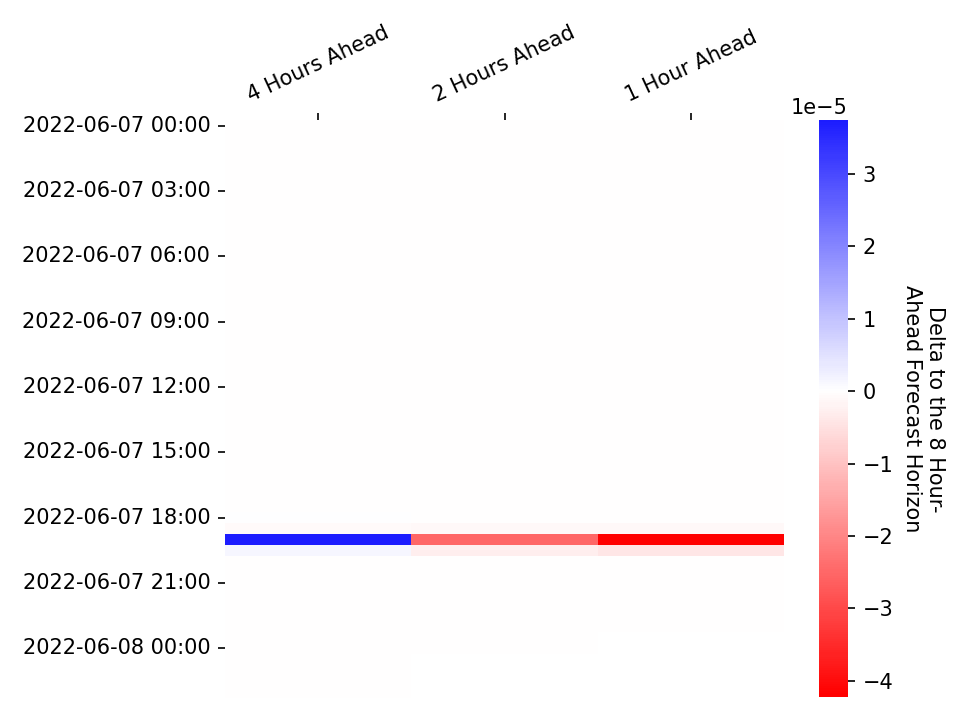 4 Hours Ahead
2 Hours Ahead
1 Hour Ahead
2022-06-07 00:00
2022-06-07 03:00
2022-06-07 06:00
2022-06-07 09:00
2022-06-07 12:00
2022-06-07 15:00
2022-06-07 18:00
2022-06-07 21:00
2022-06-08 00:00
1e−5
3
2
1
0
−1
−2
−3
−4
Delta to the 8 Hour-
Ahead Forecast Horizon